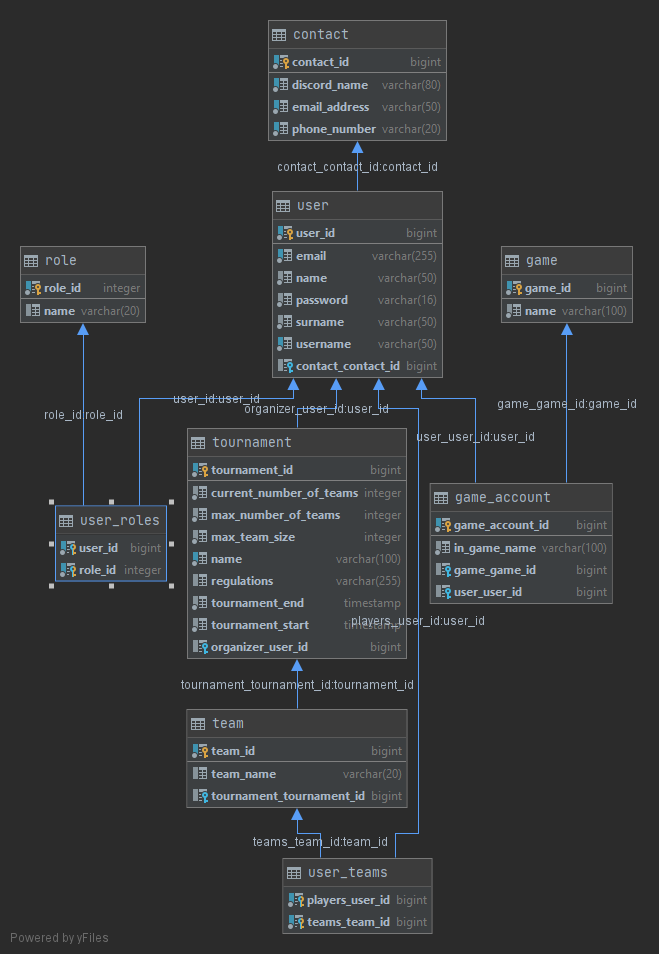 contact
contact_id bigint
discord_name varchar(80)
email_address varchar(50)
phone_number varchar(20)
contact_contact_id:contact_id
user
user_id bigint
email varchar(255)
name varchar(50)
password varchar(16)
surname varchar(50)
username varchar(50)
contact_contact_id bigint
role
role_id integer
name varchar(20)
game
game_id bigint
name varchar(100)
user_id:user_id
role_id:role_id
organizer_user_id:user_id
game_game_id:game_id
user_user_id:user_id
tournament
tournament_id bigint
current_number_of_teams integer
max_number_of_teams integer
max_team_size integer
name varchar(100)
regulations varchar(255)
tournament_end timestamp
tournament_start timestamp
organizer_user_id bigint
user_roles
user_id bigint
role_id integer
game_account
game_account_id bigint
in_game_name varchar(100)
game_game_id bigint
user_user_id bigint
players_user_id:user_id
tournament_tournament_id:tournament_id
team
team_id bigint
team_name varchar(20)
tournament_tournament_id bigint
teams_team_id:team_id
user_teams
players_user_id bigint
teams_team_id bigint
Powered by yFiles